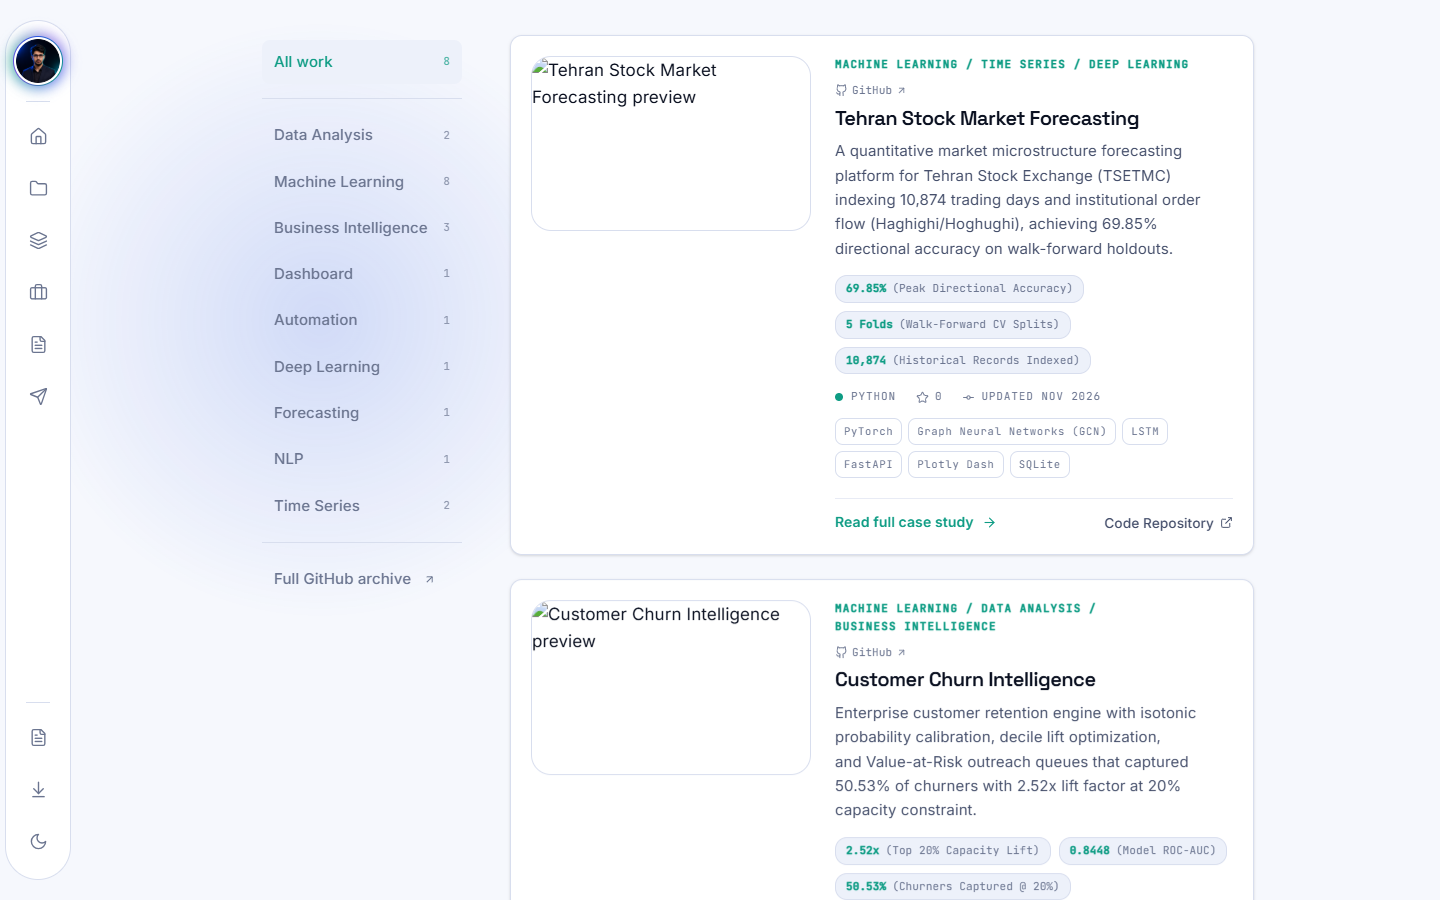 All work 8
Data Analysis 2
Machine Learning 8
Business Intelligence 3
Dashboard 1
Automation 1
Deep Learning 1
Forecasting 1
NLP 1
Time Series 2
Full GitHub archive
Tehran Stock Market
Forecasting preview
MACHINE LEARNING / TIME SERIES / DEEP LEARNING
GitHub
Tehran Stock Market Forecasting
A quantitative market microstructure forecasting
platform for Tehran Stock Exchange (TSETMC)
indexing 10,874 trading days and institutional order
flow (Haghighi/Hoghughi), achieving 69.85%
directional accuracy on walk-forward holdouts.
69.85% (Peak Directional Accuracy)
5 Folds (Walk-Forward CV Splits)
10,874 (Historical Records Indexed)
PYTHON 0 UPDATED NOV 2026
PyTorch Graph Neural Networks (GCN) LSTM
FastAPI Plotly Dash SQLite
Read full case study Code Repository
Customer Churn Intelligence
preview
MACHINE LEARNING / DATA ANALYSIS /
BUSINESS INTELLIGENCE
GitHub
Customer Churn Intelligence
Enterprise customer retention engine with isotonic
probability calibration, decile lift optimization,
and Value-at-Risk outreach queues that captured
50.53% of churners with 2.52x lift factor at 20%
capacity constraint.
2.52x (Top 20% Capacity Lift) 0.8448 (Model ROC-AUC)
50.53% (Churners Captured @ 20%)